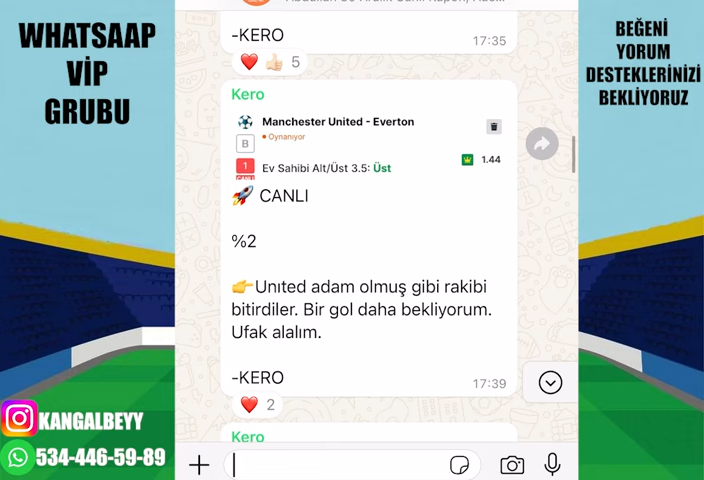 WHATSAAP
VİP
GRUBU
BEĞENİ
YORUM
DESTEKLERİNİZİ
BEKLİYORUZ
-KERO
17:35
5
Kero
Manchester United - Everton
Oynanıyor
B
1
CANLI
Ev Sahibi Alt/Üst 3.5: Üst
1.44
🚀 CANLI
%2
👉Unıted adam olmuş gibi rakibi
bitirdiler. Bir gol daha bekliyorum.
Ufak alalım.
-KERO
17:39
2
Kero
KANGALBEYY
534-446-59-89